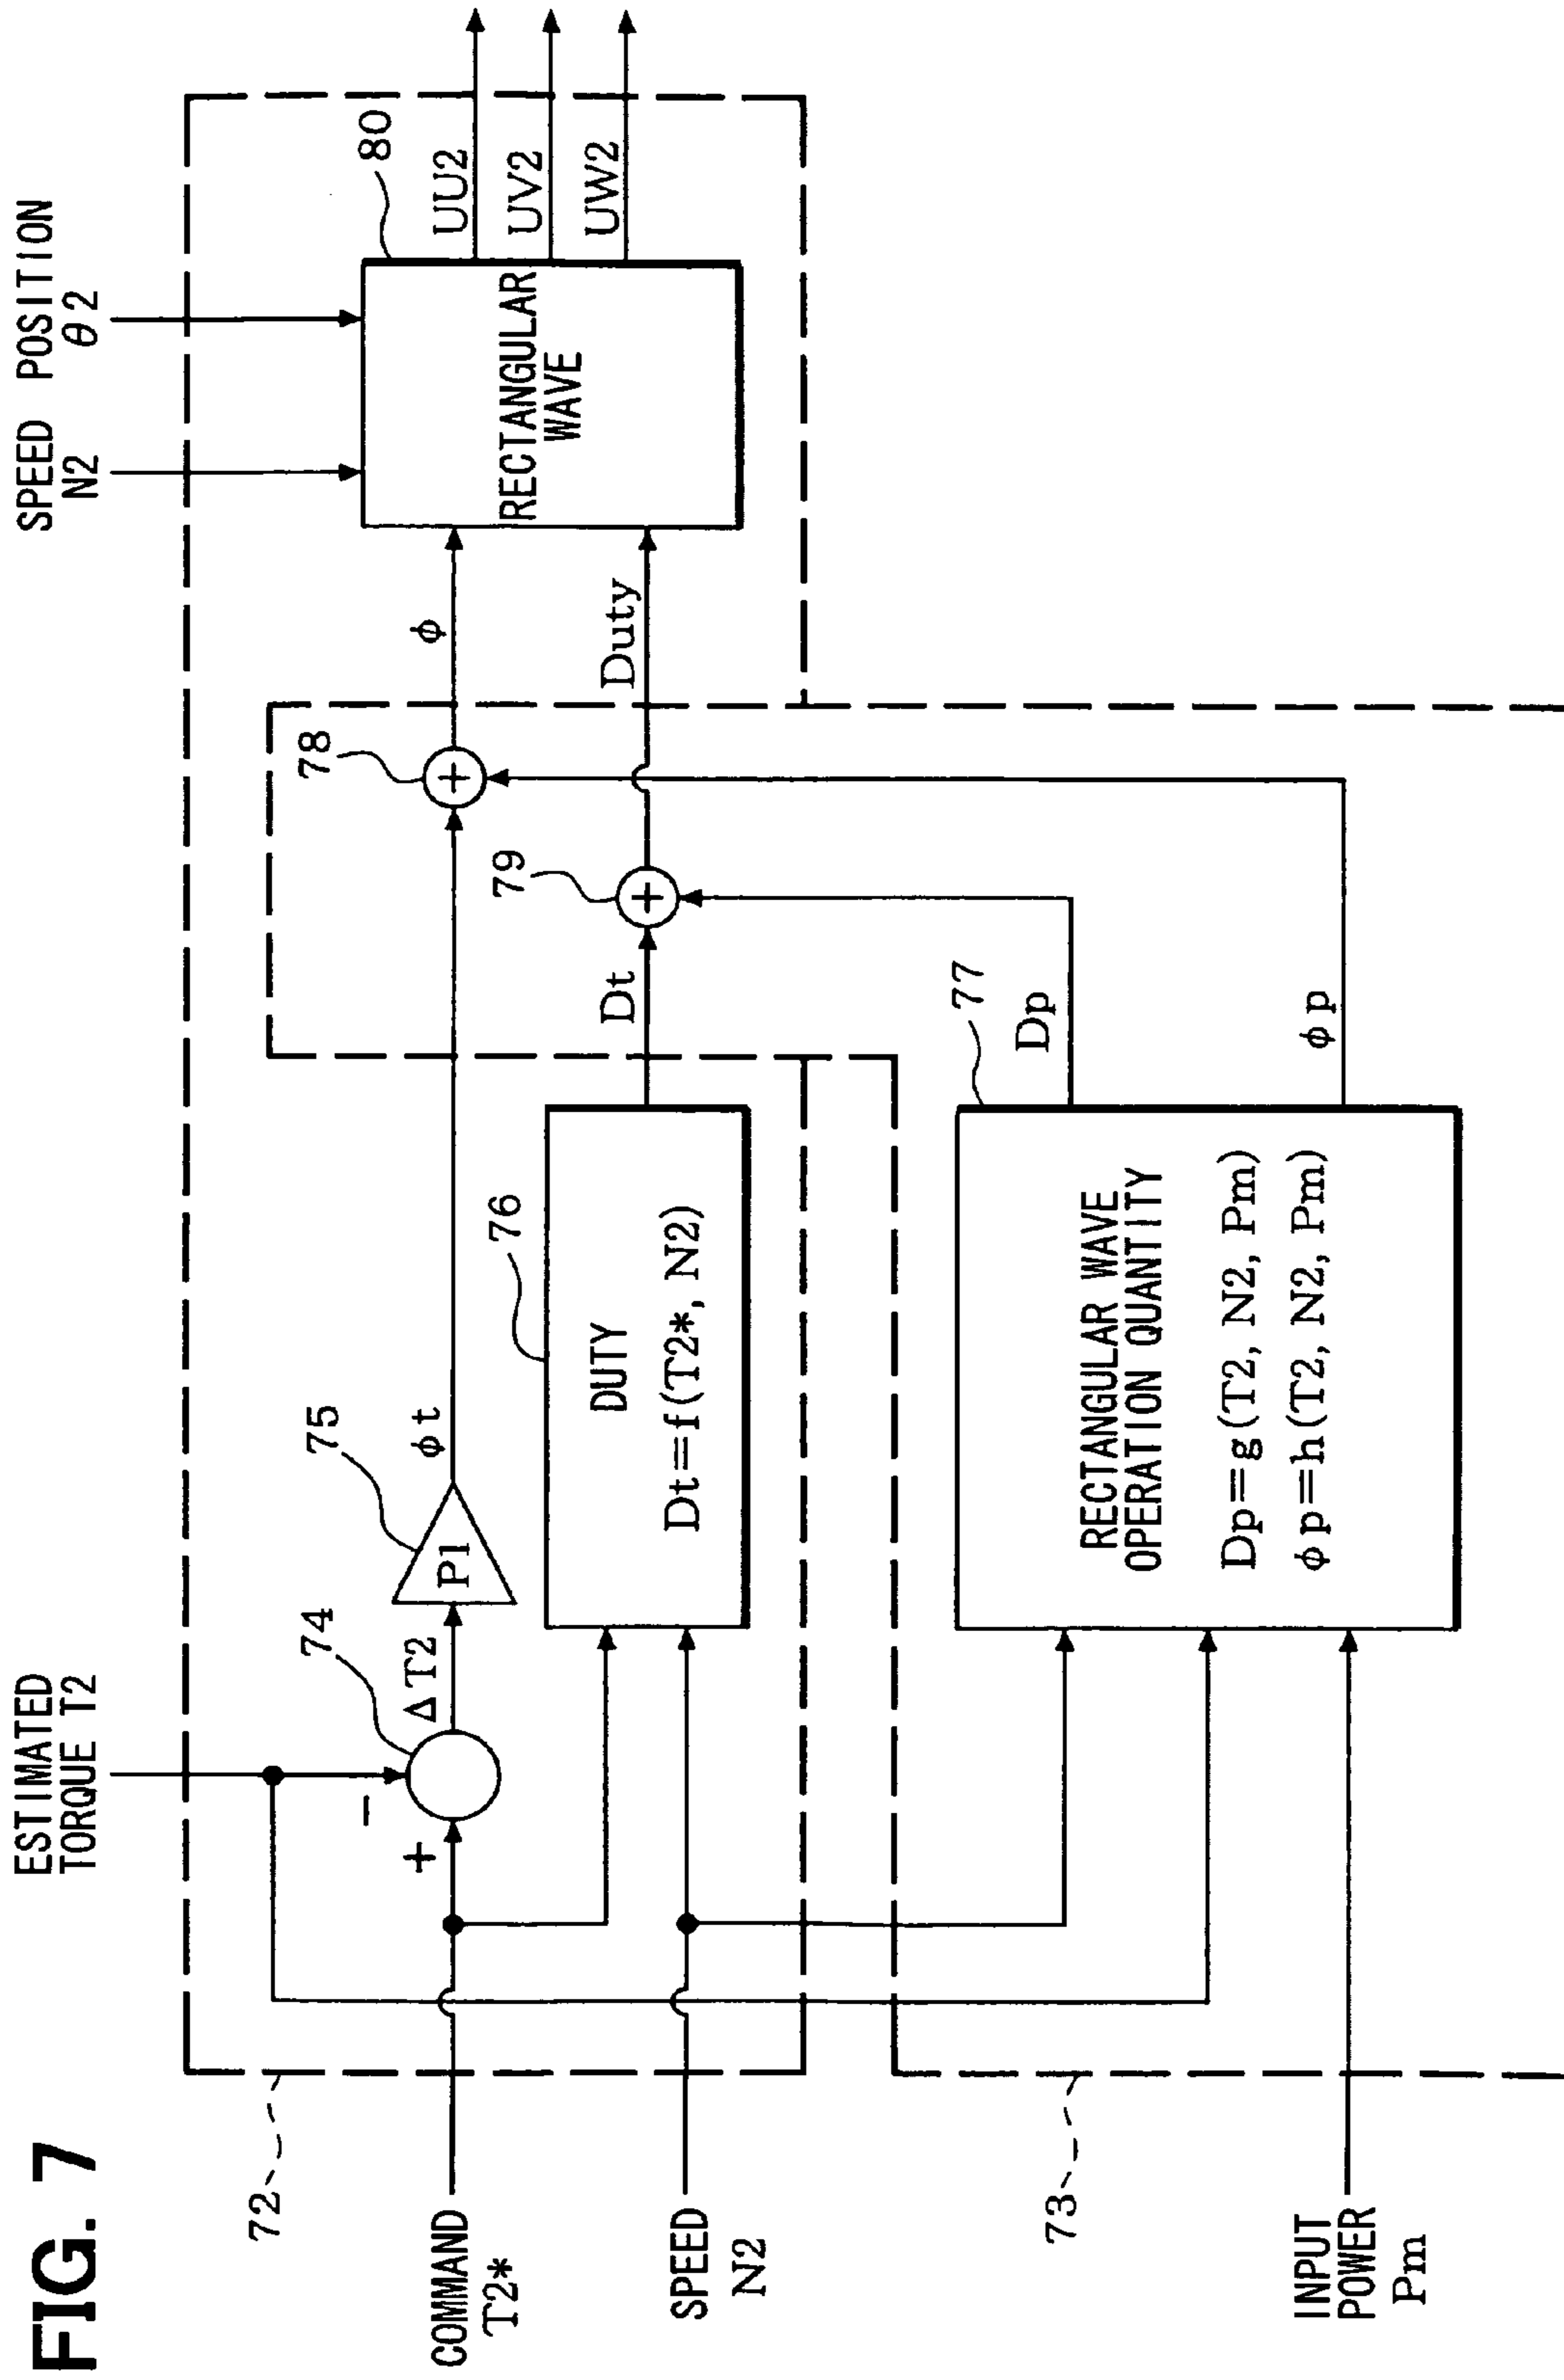 FIG. 7
ESTIMATED
TORQUE T2
SPEED POSITION
N2 θ2
72
74
75
P1
ΔT2
φt
+
−
COMMAND
T2*
78
+
φ
80
RECTANGULAR
WAVE
UU2
UV2
UW2
76
DUTY
Dt=f(T2*, N2)
Dt
79
+
Duty
SPEED
N2
73
77
RECTANGULAR WAVE
OPERATION QUANTITY
Dp=g(T2, N2, Pm)
φp=h(T2, N2, Pm)
Dp
φp
INPUT
POWER
Pm